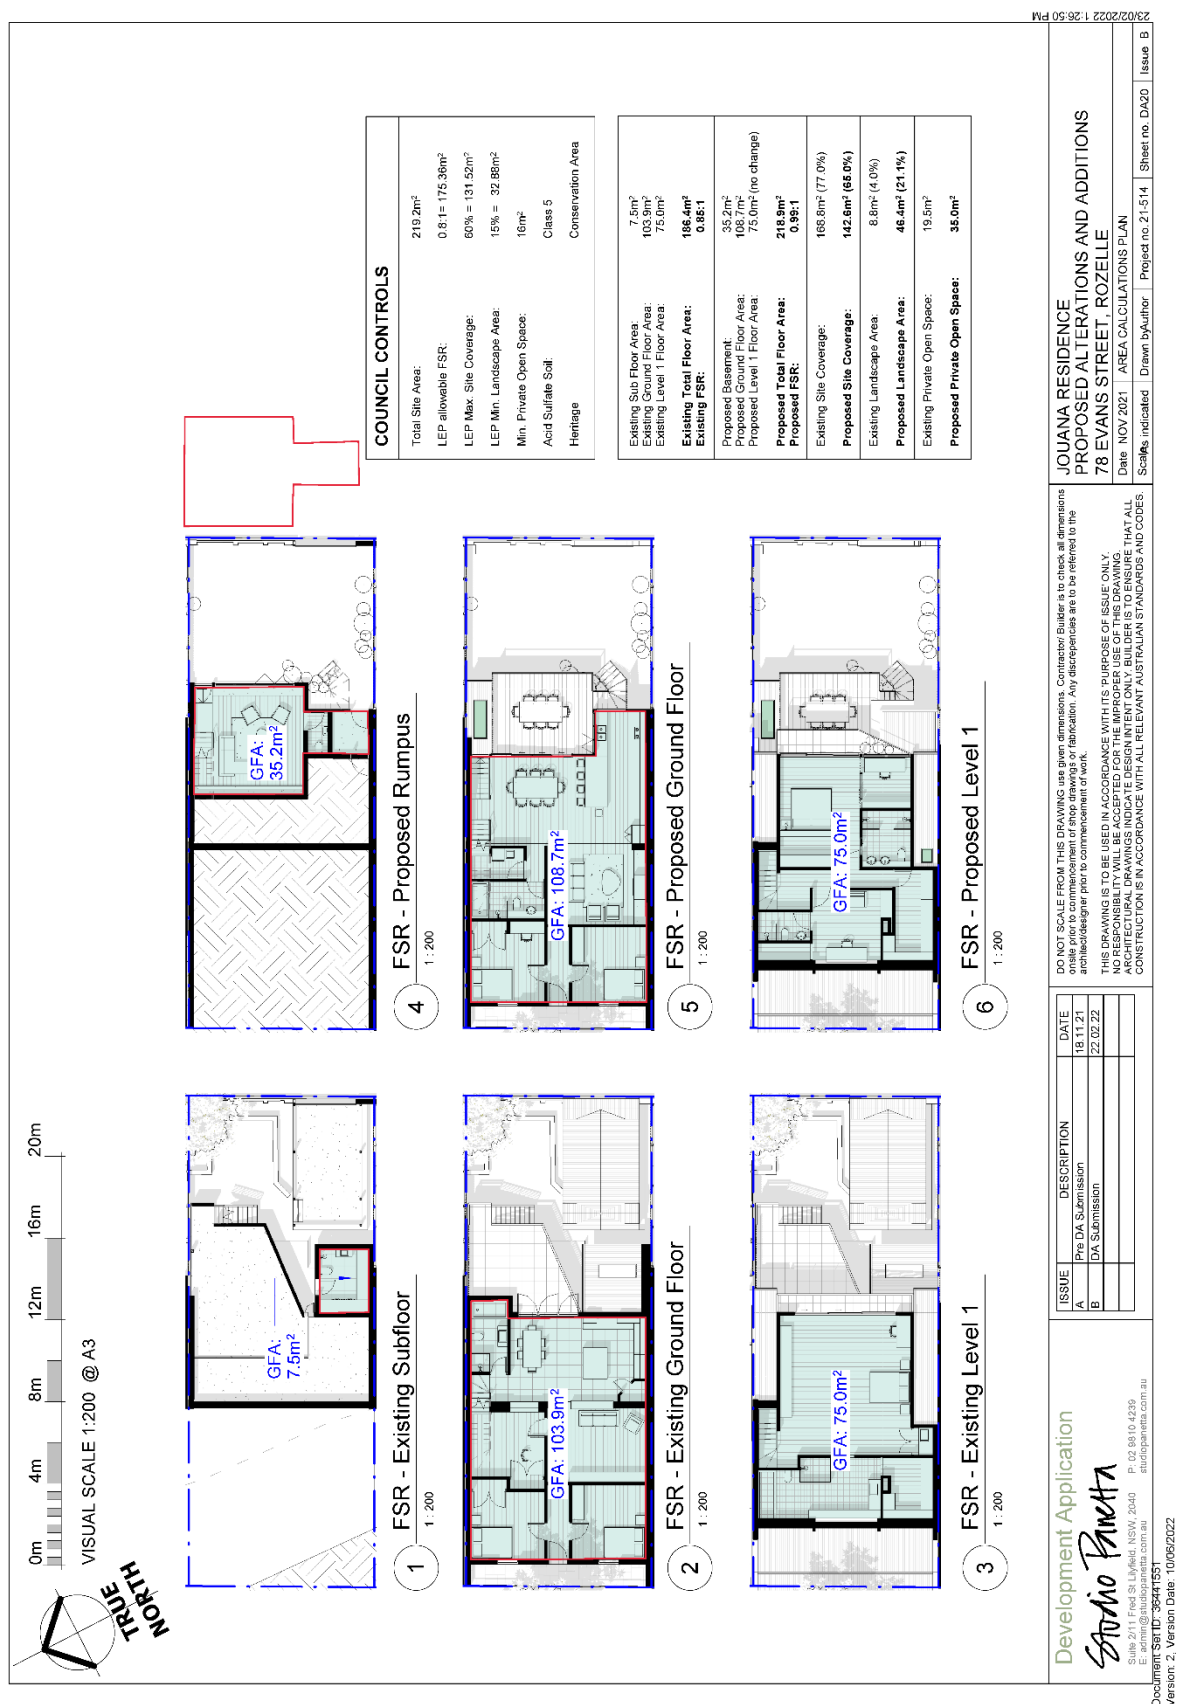 0m 4m 8m 12m 16m 20m
VISUAL SCALE 1:200 @ A3
TRUE
NORTH
GFA:
7.5m²
1 FSR - Existing Subfloor
1 : 200
GFA:
35.2m²
4 FSR - Proposed Rumpus
1 : 200
GFA: 103.9m²
2 FSR - Existing Ground Floor
1 : 200
GFA: 108.7m²
5 FSR - Proposed Ground Floor
1 : 200
GFA: 75.0m²
3 FSR - Existing Level 1
1 : 200
GFA: 75.0m²
6 FSR - Proposed Level 1
1 : 200
COUNCIL CONTROLS
Total Site Area: 219.2m²
LEP allowable FSR: 0.8:1= 175.36m²
LEP Max. Site Coverage: 60% = 131.52m²
LEP Min. Landscape Area: 15% = 32.88m²
Min. Private Open Space: 16m²
Acid Sulfate Soil: Class 5
Heritage Conservation Area
Existing Sub Floor Area: 7.5m²
Existing Ground Floor Area: 103.9m²
Existing Level 1 Floor Area: 75.0m²
Existing Total Floor Area: 186.4m²
Existing FSR: 0.85:1
Proposed Basement: 35.2m²
Proposed Ground Floor Area: 108.7m²
Proposed Level 1 Floor Area: 75.0m² (no change)
Proposed Total Floor Area: 218.9m²
Proposed FSR: 0.99:1
Existing Site Coverage: 168.8m² (77.0%)
Proposed Site Coverage: 142.6m² (65.0%)
Existing Landscape Area: 8.8m² (4.0%)
Proposed Landscape Area: 46.4m² (21.1%)
Existing Private Open Space: 19.5m²
Proposed Private Open Space: 35.0m²
Development Application
Studio Panetta
Suite 2/11 Fred St Lilyfield, NSW, 2040 P: 02 9810 4239
E: admin@studiopanetta.com.au studiopanetta.com.au
ISSUE DESCRIPTION DATE
A Pre DA Submission 18.11.21
B DA Submission 22.02.22
DO NOT SCALE FROM THIS DRAWING use given dimensions. Contractor/ Builder is to check all dimensions
onsite prior to commencement of shop drawings or fabrication. Any discrepencies are to be referred to the
architect/designer prior to commencement of work.
THIS DRAWING IS TO BE USED IN ACCORDANCE WITH ITS 'PURPOSE OF ISSUE' ONLY.
NO RESPONSIBILITY WILL BE ACCEPTED FOR THE IMPROPER USE OF THIS DRAWING.
ARCHITECTURAL DRAWINGS INDICATE DESIGN INTENT ONLY. BUILDER IS TO ENSURE THAT ALL
CONSTRUCTION IS IN ACCORDANCE WITH ALL RELEVANT AUSTRALIAN STANDARDS AND CODES.
JOUANA RESIDENCE
PROPOSED ALTERATIONS AND ADDITIONS
78 EVANS STREET, ROZELLE
Date NOV 2021 AREA CALCULATIONS PLAN
Scale As indicated Drawn by Author Project no. 21-514 Sheet no. DA20 Issue B
23/02/2022 1:26:50 PM
Document Set ID: 36441551
Version: 2, Version Date: 10/06/2022